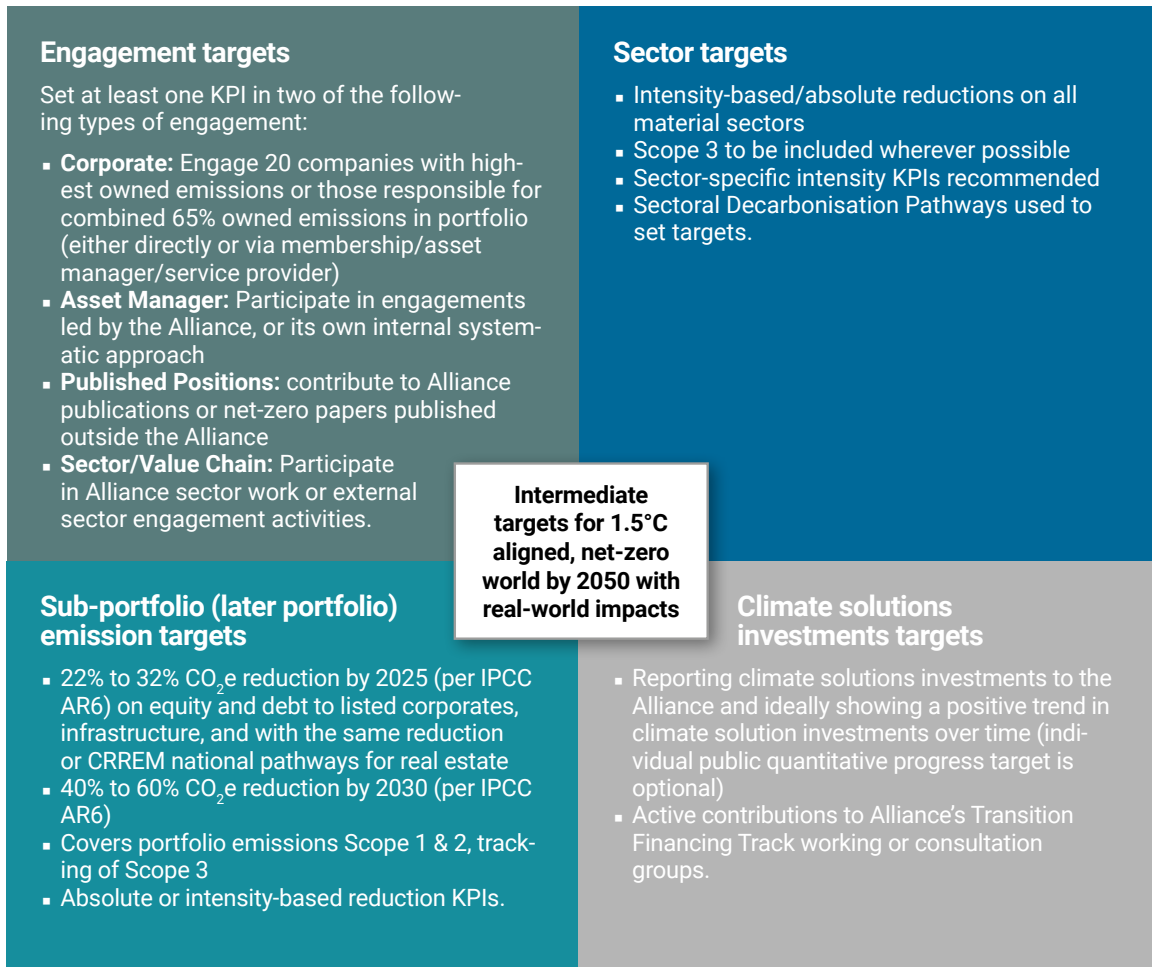 Engagement targets
Set at least one KPI in two of the follow-
ing types of engagement:
▪ Corporate: Engage 20 companies with high-
est owned emissions or those responsible for
combined 65% owned emissions in portfolio
(either directly or via membership/asset
manager/service provider)
▪ Asset Manager: Participate in engagements
led by the Alliance, or its own internal system-
atic approach
▪ Published Positions: contribute to Alliance
publications or net-zero papers published
outside the Alliance
▪ Sector/Value Chain: Participate
in Alliance sector work or external
sector engagement activities.
Sector targets
▪ Intensity-based/absolute reductions on all
material sectors
▪ Scope 3 to be included wherever possible
▪ Sector-specific intensity KPIs recommended
▪ Sectoral Decarbonisation Pathways used to
set targets.
Intermediate
targets for 1.5°C
aligned, net-zero
world by 2050 with
real-world impacts
Sub-portfolio (later portfolio)
emission targets
▪ 22% to 32% CO₂e reduction by 2025 (per IPCC
AR6) on equity and debt to listed corporates,
infrastructure, and with the same reduction
or CRREM national pathways for real estate
▪ 40% to 60% CO₂e reduction by 2030 (per IPCC
AR6)
▪ Covers portfolio emissions Scope 1 & 2, track-
ing of Scope 3
▪ Absolute or intensity-based reduction KPIs.
Climate solutions
investments targets
▪ Reporting climate solutions investments to the
Alliance and ideally showing a positive trend in
climate solution investments over time (indi-
vidual public quantitative progress target is
optional)
▪ Active contributions to Alliance's Transition
Financing Track working or consultation
groups.